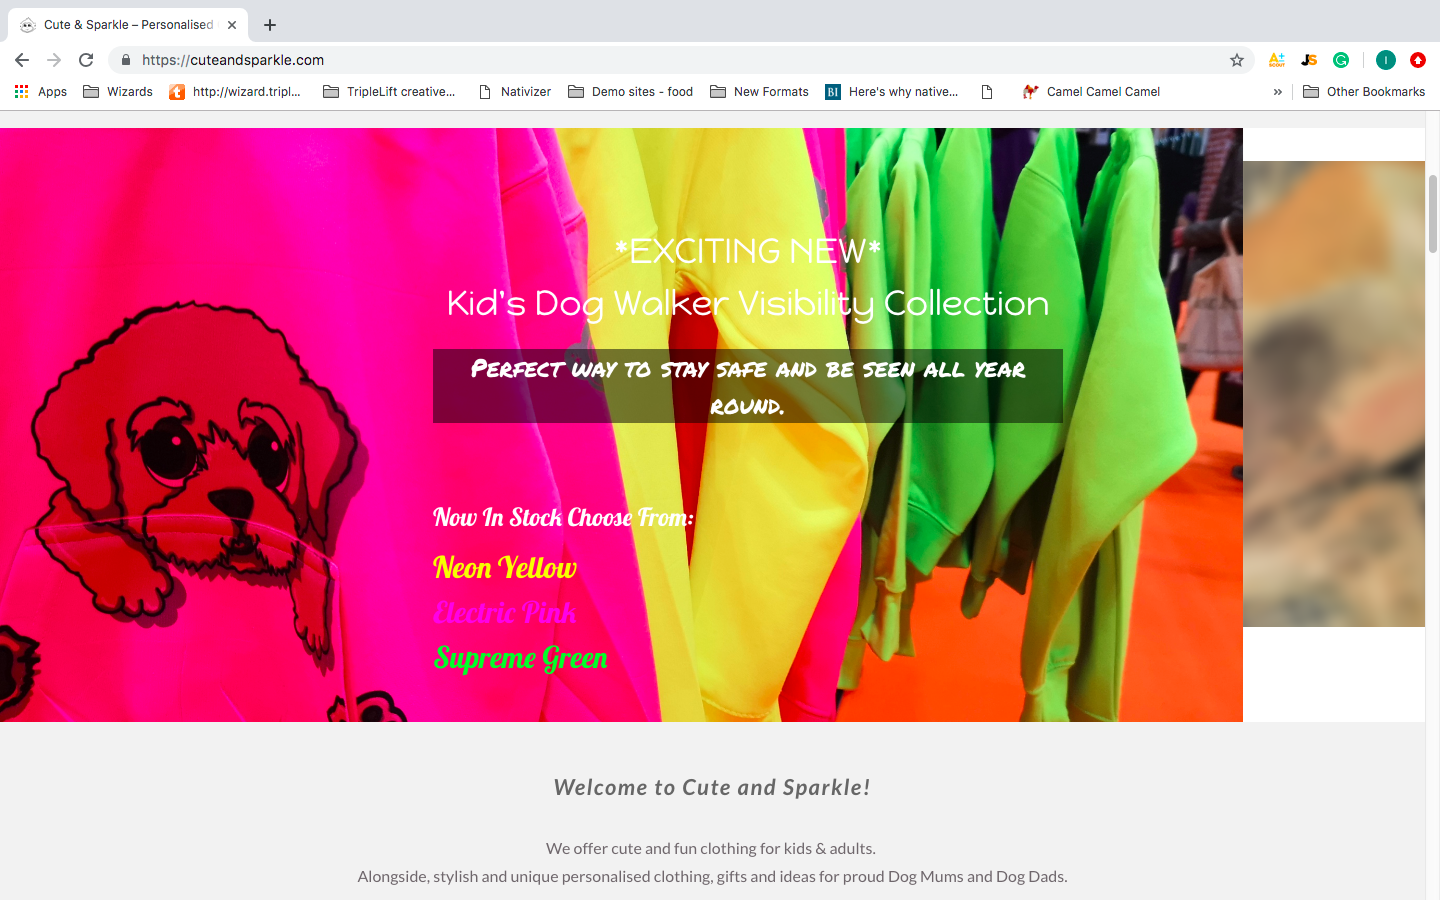 Cute & Sparkle – Personalised
https://cuteandsparkle.com
Apps
Wizards
http://wizard.tripl...
TripleLift creative...
Nativizer
Demo sites - food
New Formats
BI
Here's why native...
Camel Camel Camel
»
Other Bookmarks
*EXCITING NEW*
Kid's Dog Walker Visibility Collection
PERFECT WAY TO STAY SAFE AND BE SEEN ALL YEAR
ROUND.
Now In Stock Choose From:
Neon Yellow
Electric Pink
Supreme Green
Welcome to Cute and Sparkle!
We offer cute and fun clothing for kids & adults.
Alongside, stylish and unique personalised clothing, gifts and ideas for proud Dog Mums and Dog Dads.